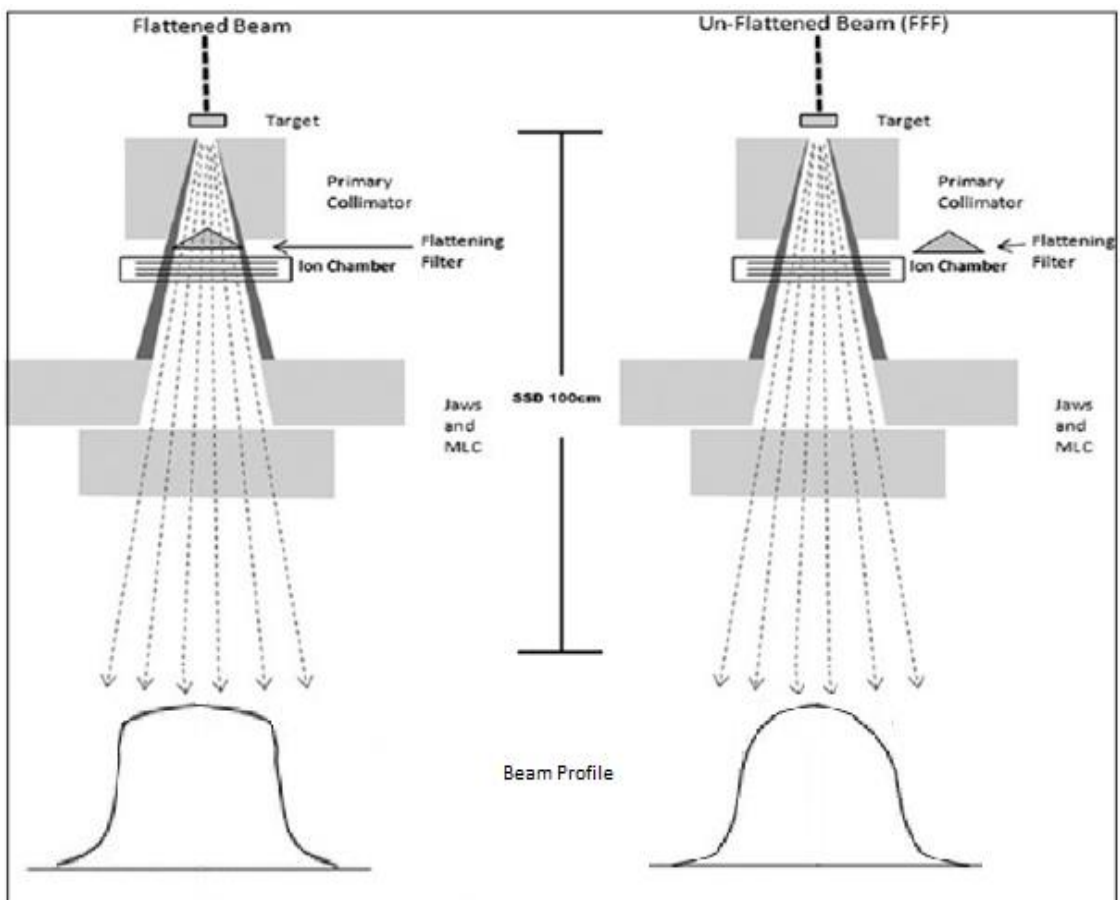 Flattened Beam
Target
Primary
Collimator
Flattening
Filter
Ion Chamber
Jaws
and
MLC
SSD 100cm
Un-Flattened Beam (FFF)
Target
Primary
Collimator
Flattening
Filter
Ion Chamber
Jaws
and
MLC
Beam Profile